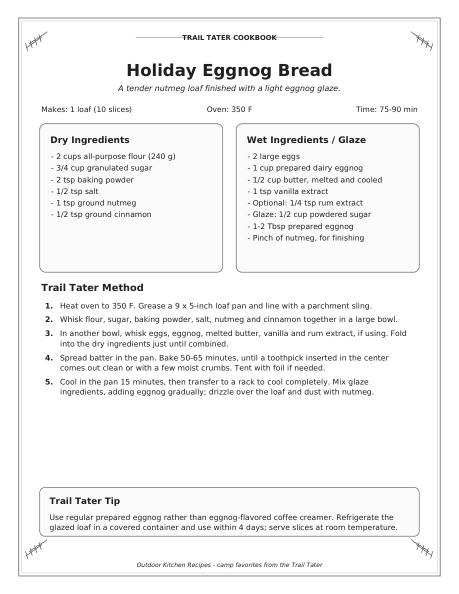 TRAIL TATER COOKBOOK
Holiday Eggnog Bread
A tender nutmeg loaf finished with a light eggnog glaze.
Makes: 1 loaf (10 slices) Oven: 350 F Time: 75-90 min
Dry Ingredients
- 2 cups all-purpose flour (240 g)
- 3/4 cup granulated sugar
- 2 tsp baking powder
- 1/2 tsp salt
- 1 tsp ground nutmeg
- 1/2 tsp ground cinnamon
Wet Ingredients / Glaze
- 2 large eggs
- 1 cup prepared dairy eggnog
- 1/2 cup butter, melted and cooled
- 1 tsp vanilla extract
- Optional: 1/4 tsp rum extract
- Glaze: 1/2 cup powdered sugar
- 1-2 Tbsp prepared eggnog
- Pinch of nutmeg, for finishing
Trail Tater Method
1. Heat oven to 350 F. Grease a 9 x 5-inch loaf pan and line with a parchment sling.
2. Whisk flour, sugar, baking powder, salt, nutmeg and cinnamon together in a large bowl.
3. In another bowl, whisk eggs, eggnog, melted butter, vanilla and rum extract, if using. Fold
into the dry ingredients just until combined.
4. Spread batter in the pan. Bake 50-65 minutes, until a toothpick inserted in the center
comes out clean or with a few moist crumbs. Tent with foil if needed.
5. Cool in the pan 15 minutes, then transfer to a rack to cool completely. Mix glaze
ingredients, adding eggnog gradually; drizzle over the loaf and dust with nutmeg.
Trail Tater Tip
Use regular prepared eggnog rather than eggnog-flavored coffee creamer. Refrigerate the
glazed loaf in a covered container and use within 4 days; serve slices at room temperature.
Outdoor Kitchen Recipes - camp favorites from the Trail Tater